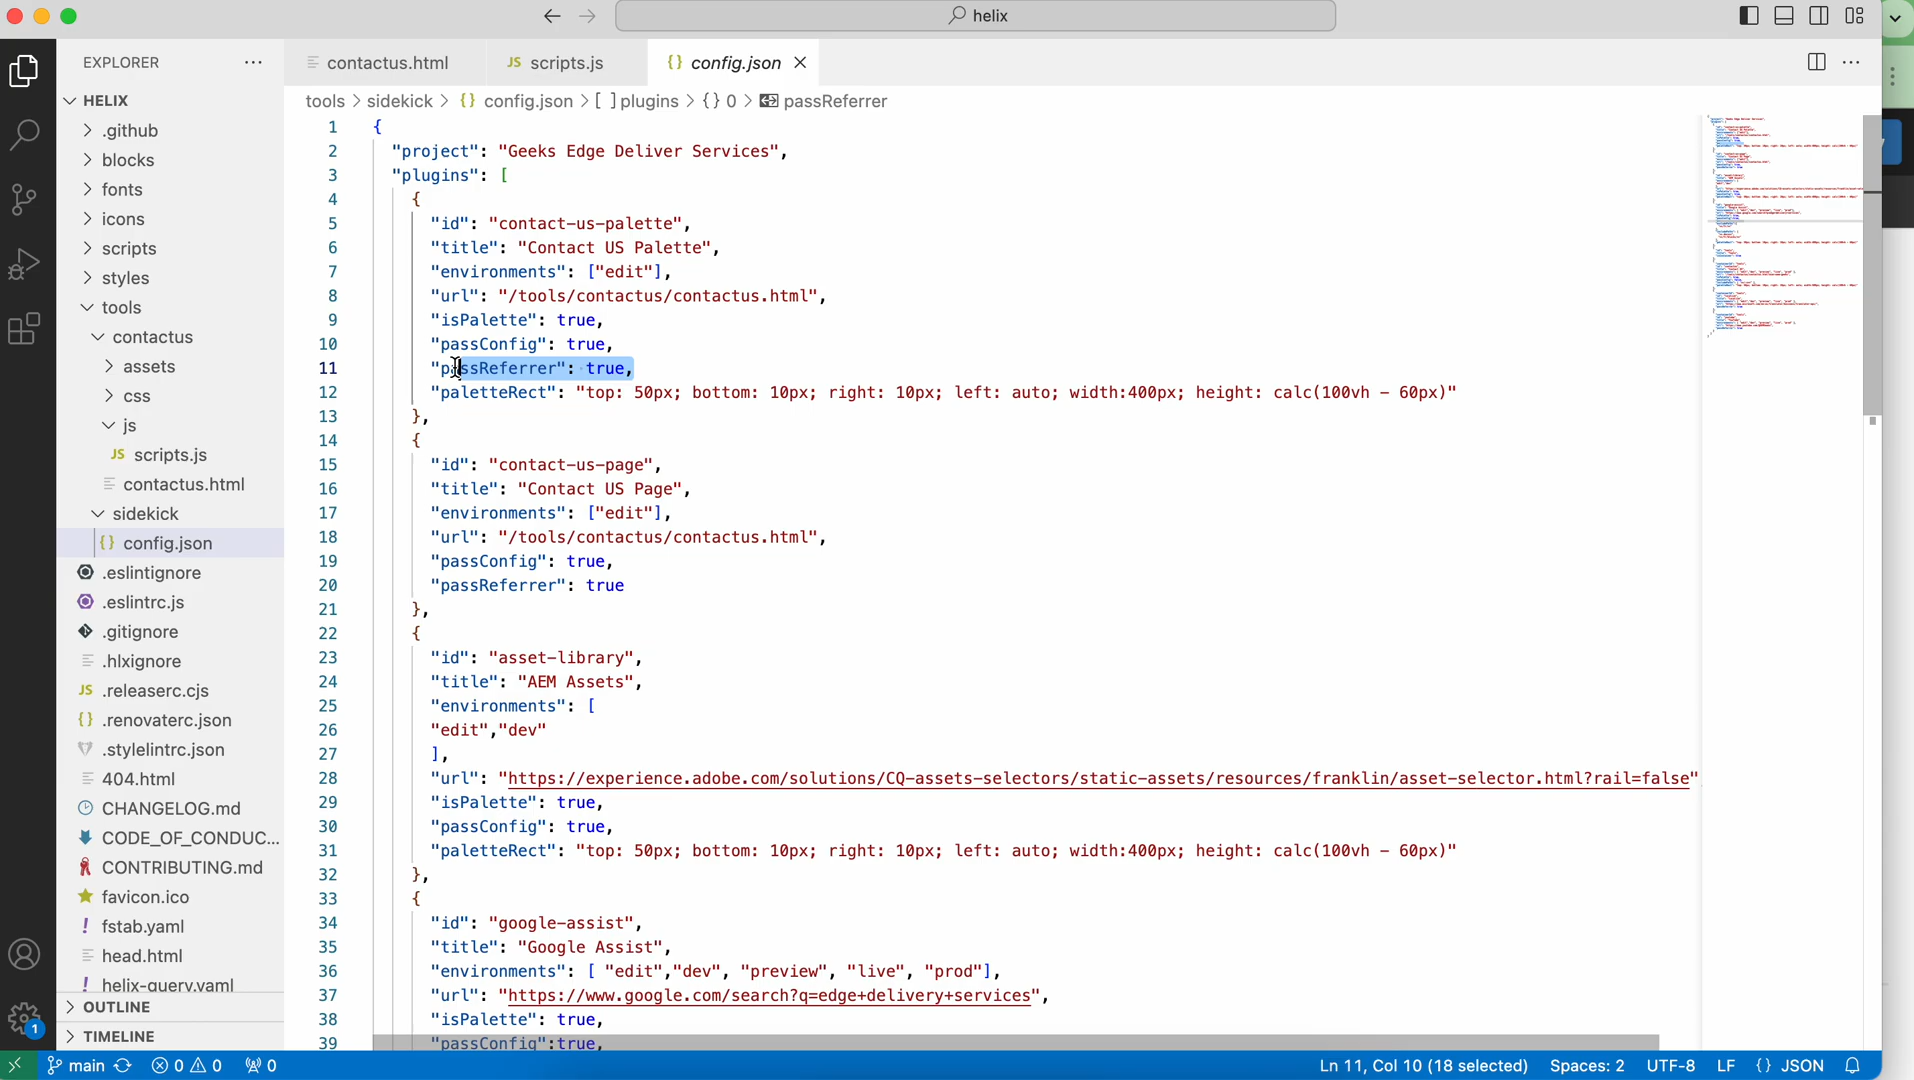 helix
EXPLORER
contactus.html
JS scripts.js
{} config.json
HELIX
tools > sidekick > {} config.json > [ ] plugins > {} 0 > passReferrer
.github
blocks
fonts
icons
scripts
styles
tools
contactus
assets
css
js
JS scripts.js
contactus.html
sidekick
{} config.json
.eslintignore
.eslintrc.js
.gitignore
.hlxignore
JS .releaserc.cjs
{} .renovaterc.json
.stylelintrc.json
404.html
CHANGELOG.md
CODE_OF_CONDUC...
CONTRIBUTING.md
favicon.ico
! fstab.yaml
head.html
! helix-query.yaml
OUTLINE
TIMELINE
1 {
2 "project": "Geeks Edge Deliver Services",
3 "plugins": [
4 {
5 "id": "contact-us-palette",
6 "title": "Contact US Palette",
7 "environments": ["edit"],
8 "url": "/tools/contactus/contactus.html",
9 "isPalette": true,
10 "passConfig": true,
11 "passReferrer": true,
12 "paletteRect": "top: 50px; bottom: 10px; right: 10px; left: auto; width:400px; height: calc(100vh - 60px)"
13 },
14 {
15 "id": "contact-us-page",
16 "title": "Contact US Page",
17 "environments": ["edit"],
18 "url": "/tools/contactus/contactus.html",
19 "passConfig": true,
20 "passReferrer": true
21 },
22 {
23 "id": "asset-library",
24 "title": "AEM Assets",
25 "environments": [
26 "edit","dev"
27 ],
28 "url": "https://experience.adobe.com/solutions/CQ-assets-selectors/static-assets/resources/franklin/asset-selector.html?rail=false"
29 "isPalette": true,
30 "passConfig": true,
31 "paletteRect": "top: 50px; bottom: 10px; right: 10px; left: auto; width:400px; height: calc(100vh - 60px)"
32 },
33 {
34 "id": "google-assist",
35 "title": "Google Assist",
36 "environments": [ "edit","dev", "preview", "live", "prod"],
37 "url": "https://www.google.com/search?q=edge+delivery+services",
38 "isPalette": true,
39 "passConfig":true,
1
main 0 0 0 Ln 11, Col 10 (18 selected) Spaces: 2 UTF-8 LF {} JSON